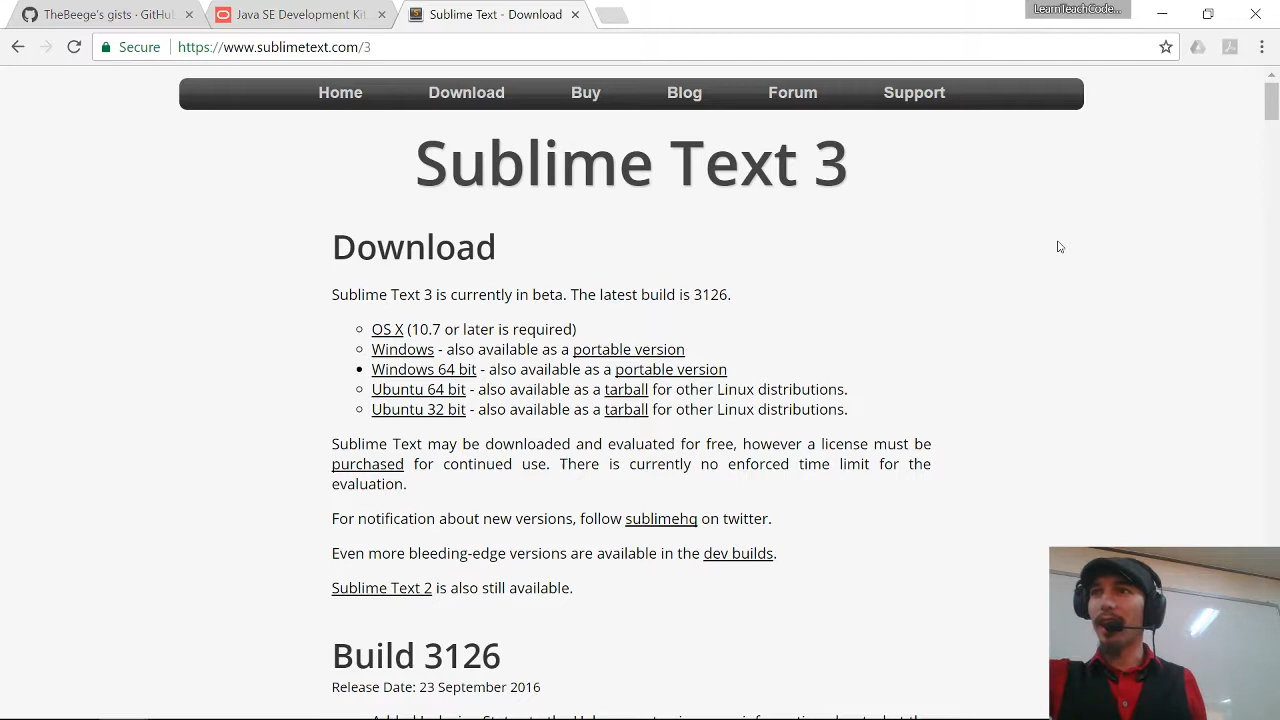 TheBeege's gists · GitHub
Java SE Development Kit
Sublime Text - Download
LearnTeachCode...
Secure
https://www.sublimetext.com/3
Home
Download
Buy
Blog
Forum
Support
Sublime Text 3
Download
Sublime Text 3 is currently in beta. The latest build is 3126.
OS X (10.7 or later is required)
Windows - also available as a portable version
Windows 64 bit - also available as a portable version
Ubuntu 64 bit - also available as a tarball for other Linux distributions.
Ubuntu 32 bit - also available as a tarball for other Linux distributions.
Sublime Text may be downloaded and evaluated for free, however a license must be
purchased for continued use. There is currently no enforced time limit for the
evaluation.
For notification about new versions, follow sublimehq on twitter.
Even more bleeding-edge versions are available in the dev builds.
Sublime Text 2 is also still available.
Build 3126
Release Date: 23 September 2016